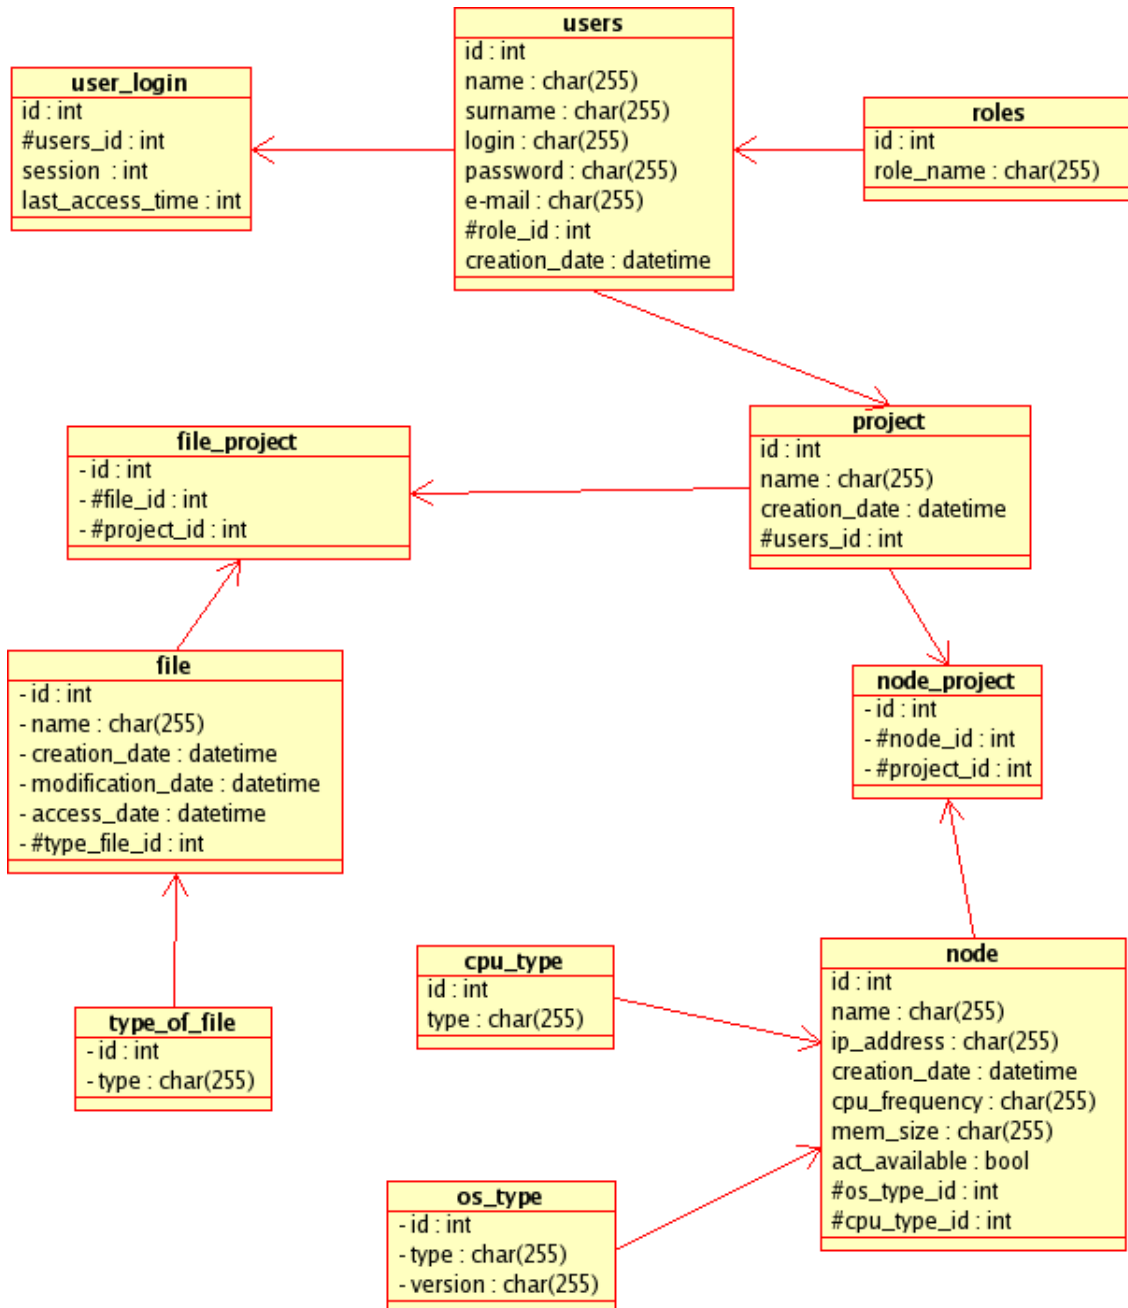 users
id : int
name : char(255)
surname : char(255)
login : char(255)
password : char(255)
e-mail : char(255)
#role_id : int
creation_date : datetime
user_login
id : int
#users_id : int
session : int
last_access_time : int
roles
id : int
role_name : char(255)
project
id : int
name : char(255)
creation_date : datetime
#users_id : int
file_project
- id : int
- #file_id : int
- #project_id : int
file
- id : int
- name : char(255)
- creation_date : datetime
- modification_date : datetime
- access_date : datetime
- #type_file_id : int
node_project
- id : int
- #node_id : int
- #project_id : int
type_of_file
- id : int
- type : char(255)
cpu_type
id : int
type : char(255)
node
id : int
name : char(255)
ip_address : char(255)
creation_date : datetime
cpu_frequency : char(255)
mem_size : char(255)
act_available : bool
#os_type_id : int
#cpu_type_id : int
os_type
- id : int
- type : char(255)
- version : char(255)